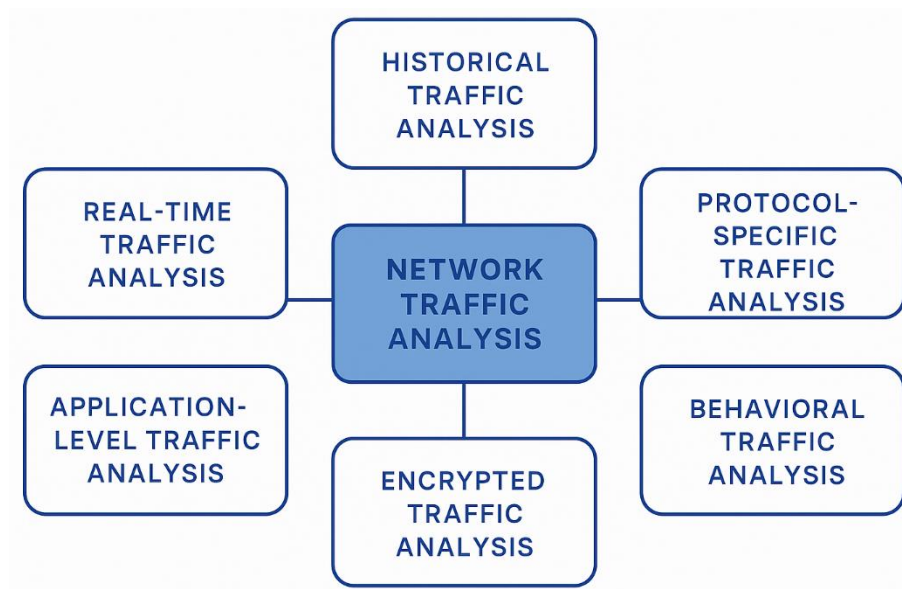 HISTORICAL
TRAFFIC
ANALYSIS
REAL-TIME
TRAFFIC
ANALYSIS
NETWORK
TRAFFIC
ANALYSIS
PROTOCOL-
SPECIFIC
TRAFFIC
ANALYSIS
APPLICATION-
LEVEL TRAFFIC
ANALYSIS
ENCRYPTED
TRAFFIC
ANALYSIS
BEHAVIORAL
TRAFFIC
ANALYSIS